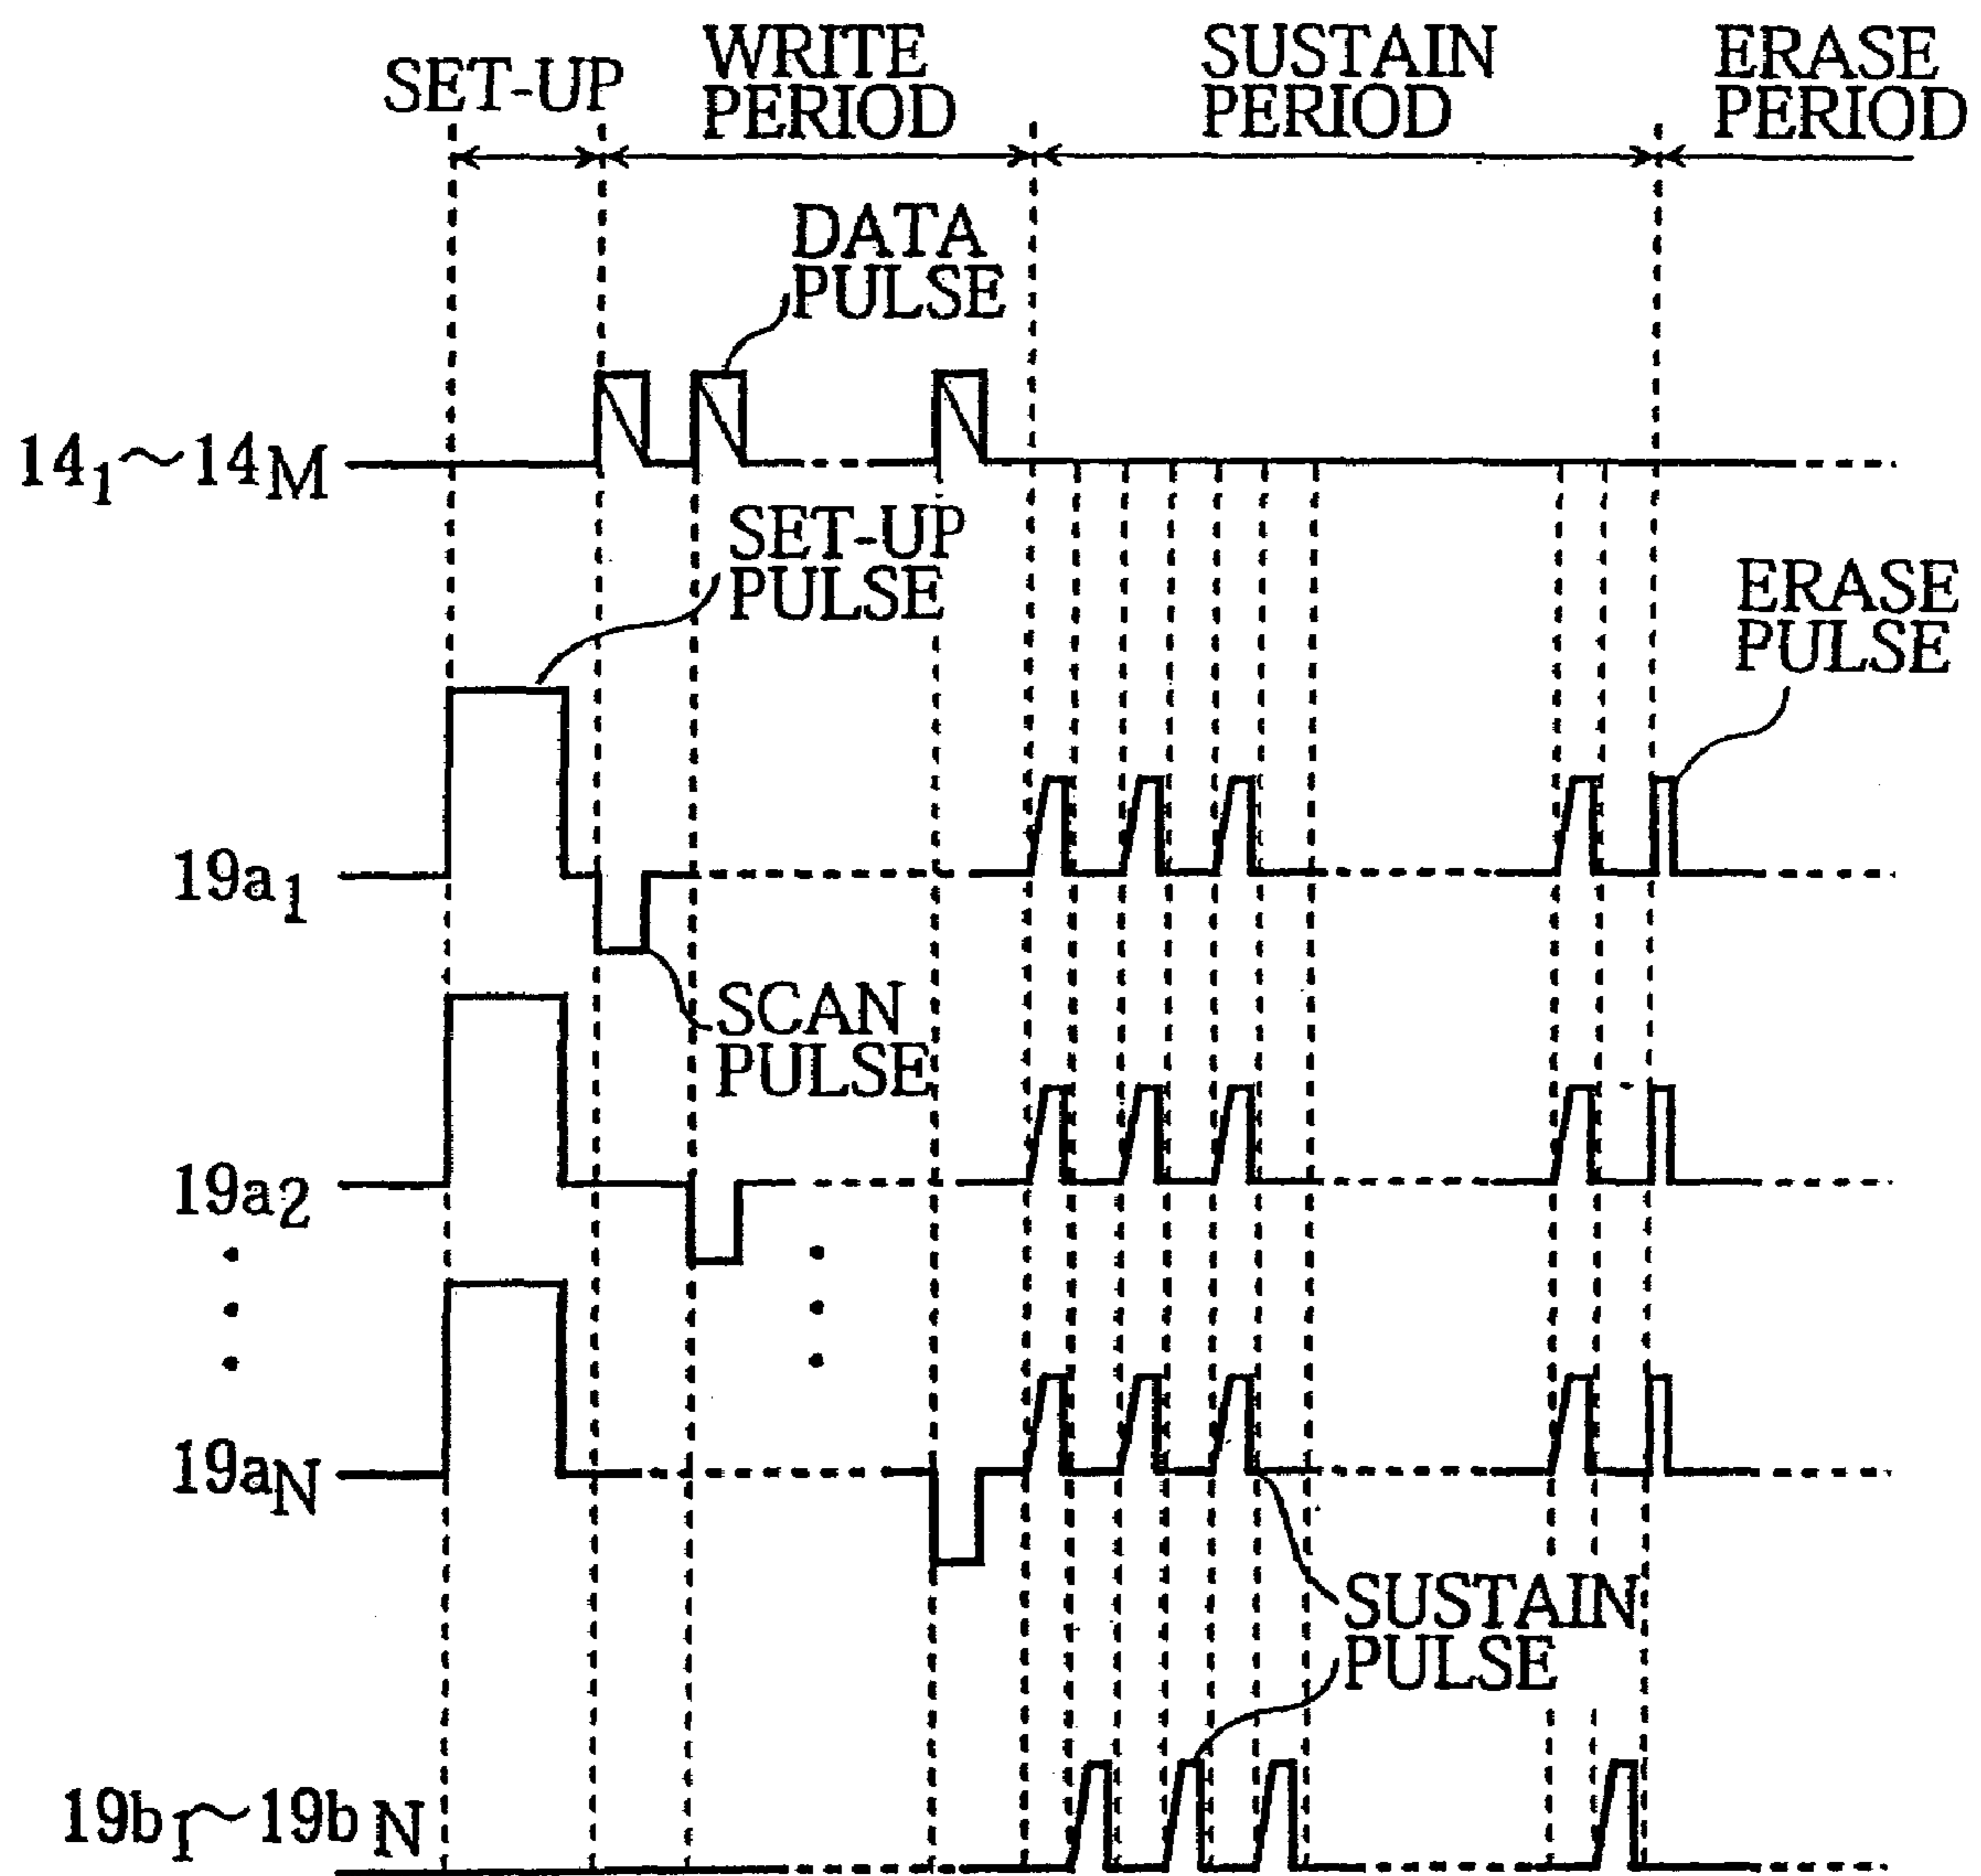 SET-UP
WRITE
PERIOD
SUSTAIN
PERIOD
ERASE
PERIOD
DATA
PULSE
14₁～14M
SET-UP
PULSE
ERASE
PULSE
19a₁
SCAN
PULSE
19a₂
19aN
SUSTAIN
PULSE
19b₁～19bN